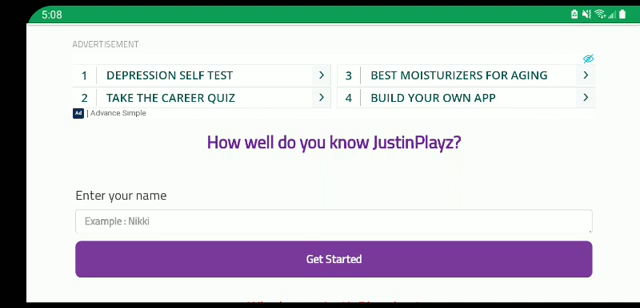 5:08
ADVERTISEMENT
1 DEPRESSION SELF TEST
2 TAKE THE CAREER QUIZ
3 BEST MOISTURIZERS FOR AGING
4 BUILD YOUR OWN APP
Ad | Advance Simple
How well do you know JustinPlayz?
Enter your name
Example : Nikki
Get Started